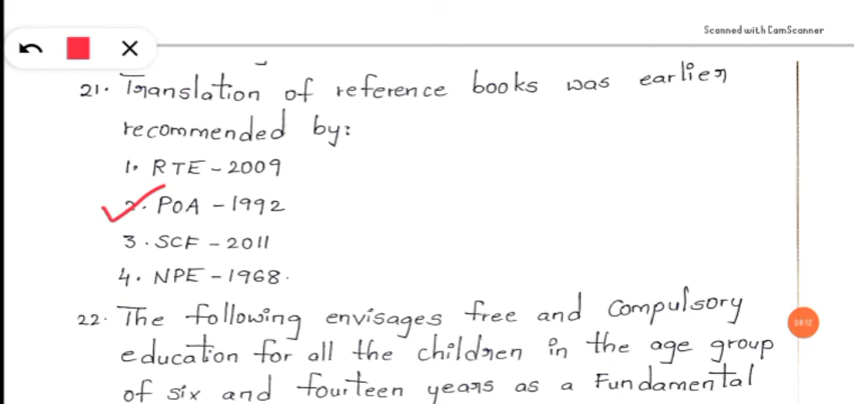 Scanned with CamScanner
21. Translation of reference books was earlier
recommended by:
1. RTE - 2009
2. POA - 1992
3. SCF - 2011
4. NPE - 1968.
08:12
22. The following envisages free and compulsory
education for all the children in the age group
of six and fourteen years as a Fundamental